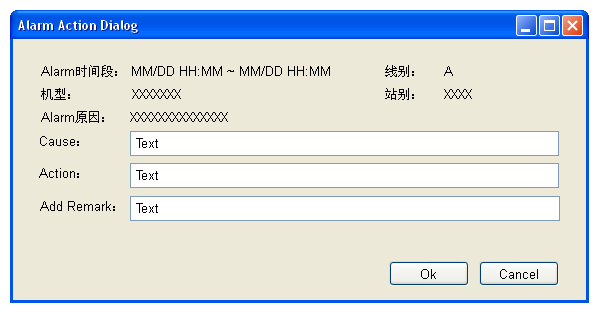 Alarm Action Dialog
Alarm时间段： MM/DD HH:MM ~ MM/DD HH:MM 线别： A
机型： XXXXXXX 站别： XXXX
Alarm原因： XXXXXXXXXXXXXX
Cause： Text
Action： Text
Add Remark： Text
Ok Cancel